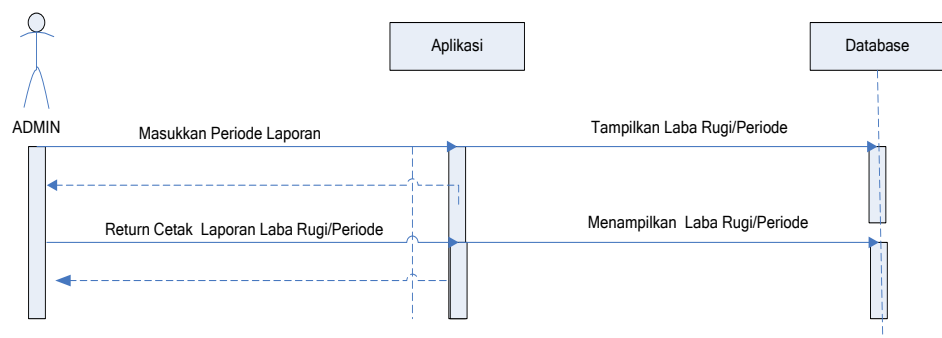 Aplikasi
Database
ADMIN
Masukkan Periode Laporan
Tampilkan Laba Rugi/Periode
Return Cetak Laporan Laba Rugi/Periode
Menampilkan Laba Rugi/Periode